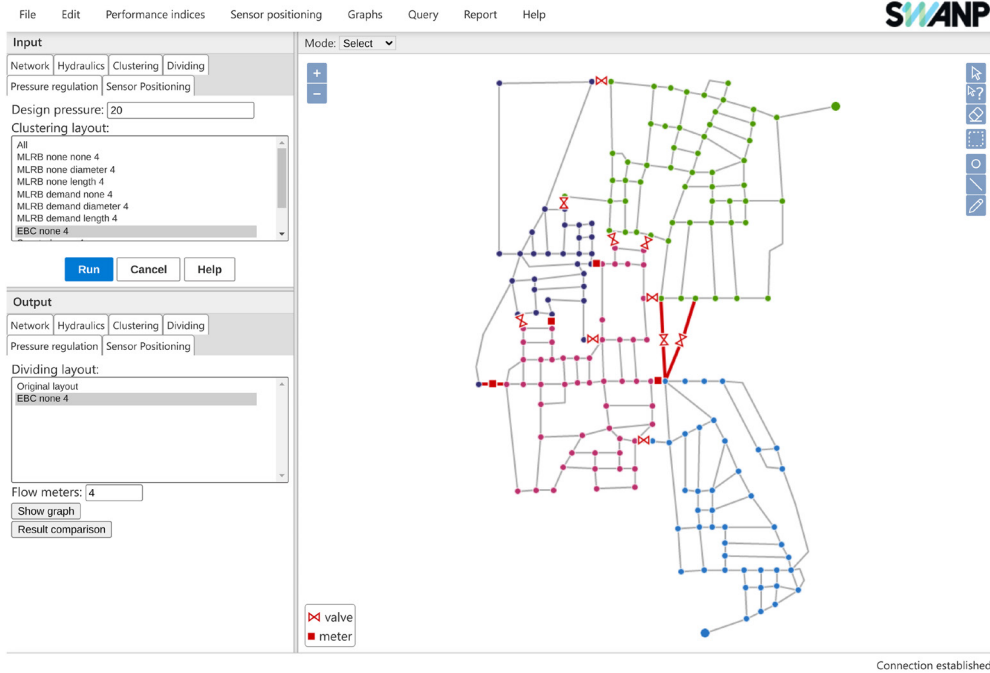 File Edit Performance indices Sensor positioning Graphs Query Report Help
SWANP
Input
Mode: Select
Network Hydraulics Clustering Dividing
Pressure regulation Sensor Positioning
+
−
?
Design pressure: 20
Clustering layout:
All
MLRB none none 4
MLRB none diameter 4
MLRB none length 4
MLRB demand none 4
MLRB demand diameter 4
MLRB demand length 4
EBC none 4
Run Cancel Help
Output
Network Hydraulics Clustering Dividing
Pressure regulation Sensor Positioning
Dividing layout:
Original layout
EBC none 4
Flow meters: 4
Show graph
Result comparison
valve
meter
Connection established